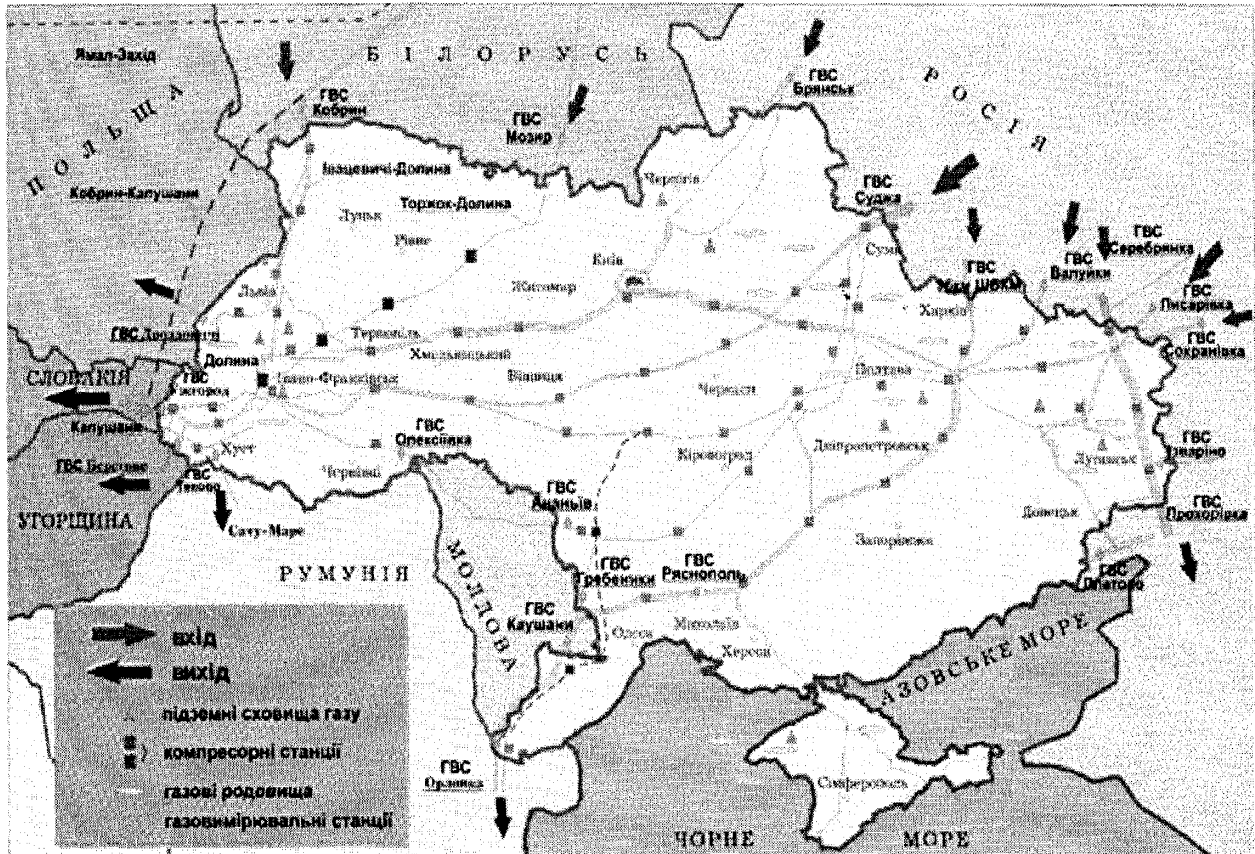 Ямал-Захід
БІЛОРУСЬ
ПОЛЬЩА
РОСІЯ
ГВС
Кобрин
ГВС
Мозир
ГВС
Брянськ
Кобрин-Капушани
Івацевичі-Долина
Торжок-Долина
Чернігів
ГВС
Суджа
Суми
Луцьк
Рівне
Київ
Житомир
Львів
ГВС
Валуйки
ГВС
Серебрянка
Писарівка
ГВС
Сохранівка
Харків
Тернопіль
Хмельницький
Долина
СЛОВАКІЯ
ГВС
Ужгород
Івано-Франківськ
Вінниця
Черкаси
Полтава
Капушани
Хуст
ГВС
Олексіївка
Чернівці
Кіровоград
Дніпропетровськ
Луганськ
ГВС
ГВС
Теково
УГОРЩИНА
Сату-Маре
ГВС
Ананьїв
Донецьк
ГВС
Прохорівка
Запоріжжя
РУМУНІЯ
МОЛДОВА
ГВС
Гребеники
ГВС
Ряснополь
ГВС
Платово
ГВС
Каушани
Одеса
Миколаїв
Херсон
АЗОВСЬКЕ МОРЕ
вхід
вихід
підземні сховища газу
компресорні станції
газові родовища
газовимірювальні станції
ГВС
Орловка
Сімферополь
ЧОРНЕ МОРЕ